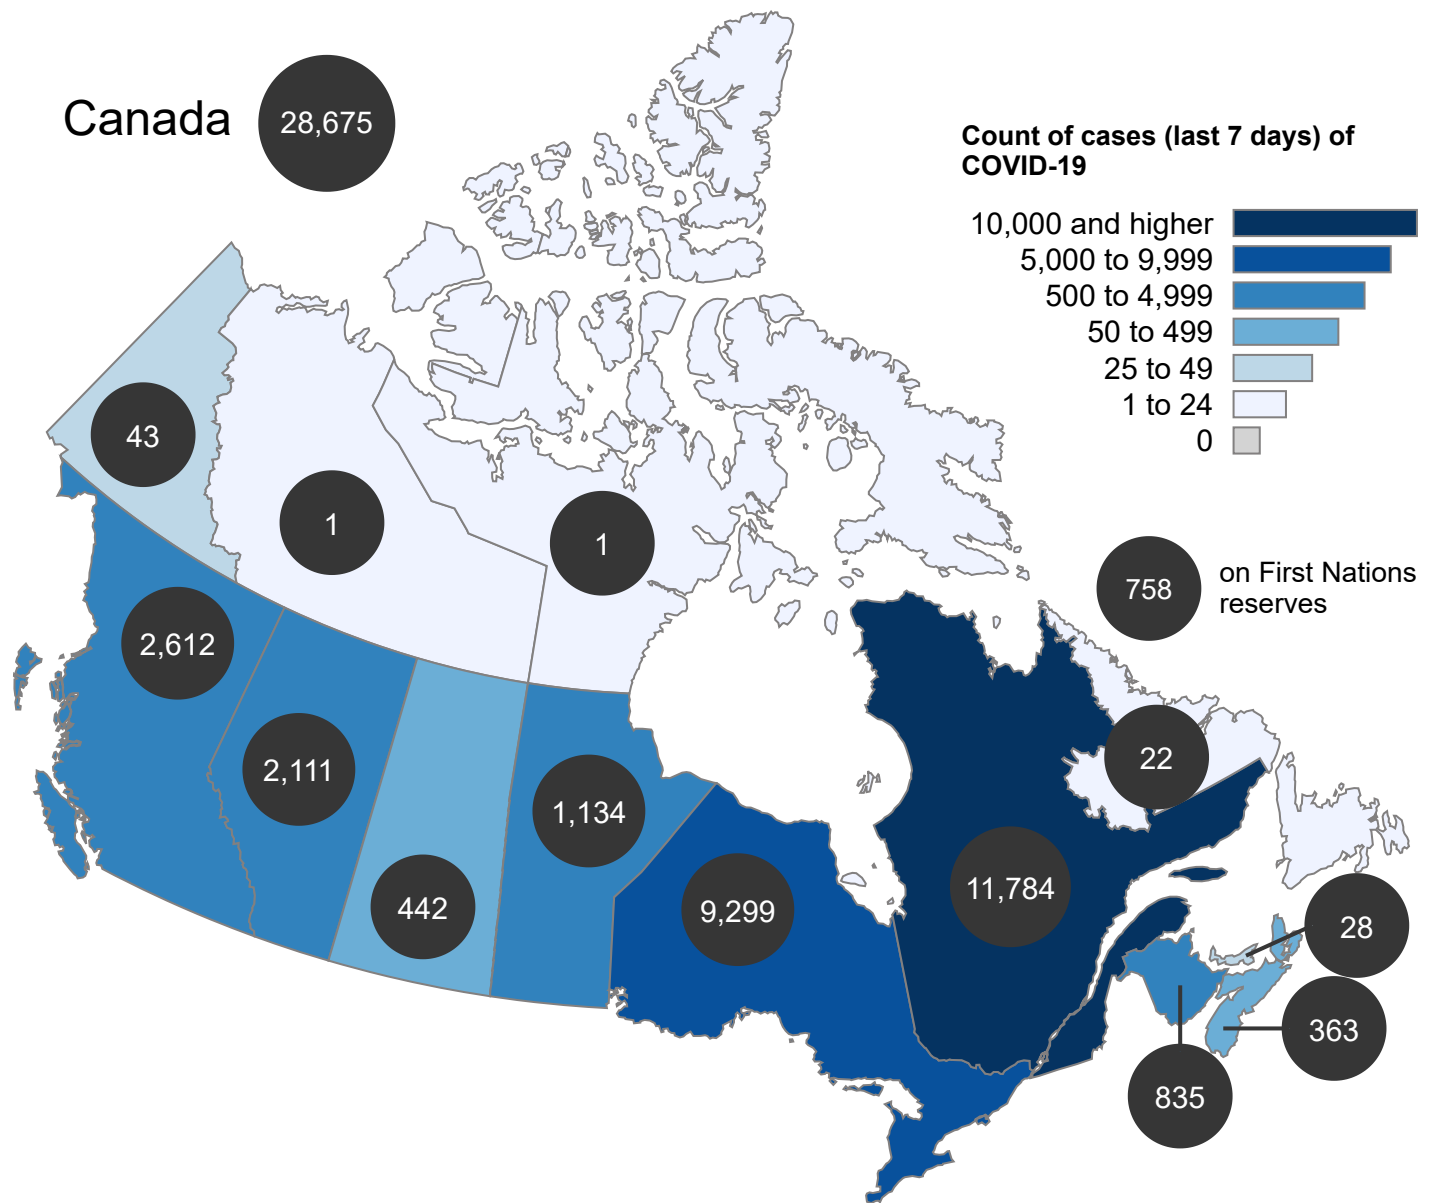 Canada
28,675
Count of cases (last 7 days) of
COVID-19
10,000 and higher
5,000 to 9,999
500 to 4,999
50 to 499
25 to 49
1 to 24
0
43
1
1
758
on First Nations
reserves
2,612
2,111
1,134
22
442
9,299
11,784
28
363
835